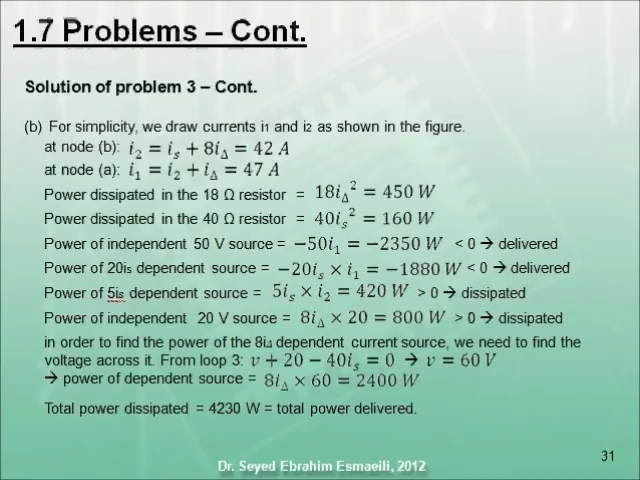 1.7 Problems – Cont.
Solution of problem 3 – Cont.
(b) For simplicity, we draw currents i1 and i2 as shown in the figure.
at node (b): i₂ = iₛ + 8i_Δ = 42 A
at node (a): i₁ = i₂ + i_Δ = 47 A
Power dissipated in the 18 Ω resistor = 18i_Δ² = 450 W
Power dissipated in the 40 Ω resistor = 40iₛ² = 160 W
Power of independent 50 V source = −50i₁ = −2350 W < 0 → delivered
Power of 20is dependent source = −20iₛ × i₁ = −1880 W < 0 → delivered
Power of 5is dependent source = 5iₛ × i₂ = 420 W > 0 → dissipated
Power of independent 20 V source = 8i_Δ × 20 = 800 W > 0 → dissipated
in order to find the power of the 8iΔ dependent current source, we need to find the
voltage across it. From loop 3: v + 20 − 40iₛ = 0 → v = 60 V
→ power of dependent source = 8i_Δ × 60 = 2400 W
Total power dissipated = 4230 W = total power delivered.
31
Dr. Seyed Ebrahim Esmaeili, 2012